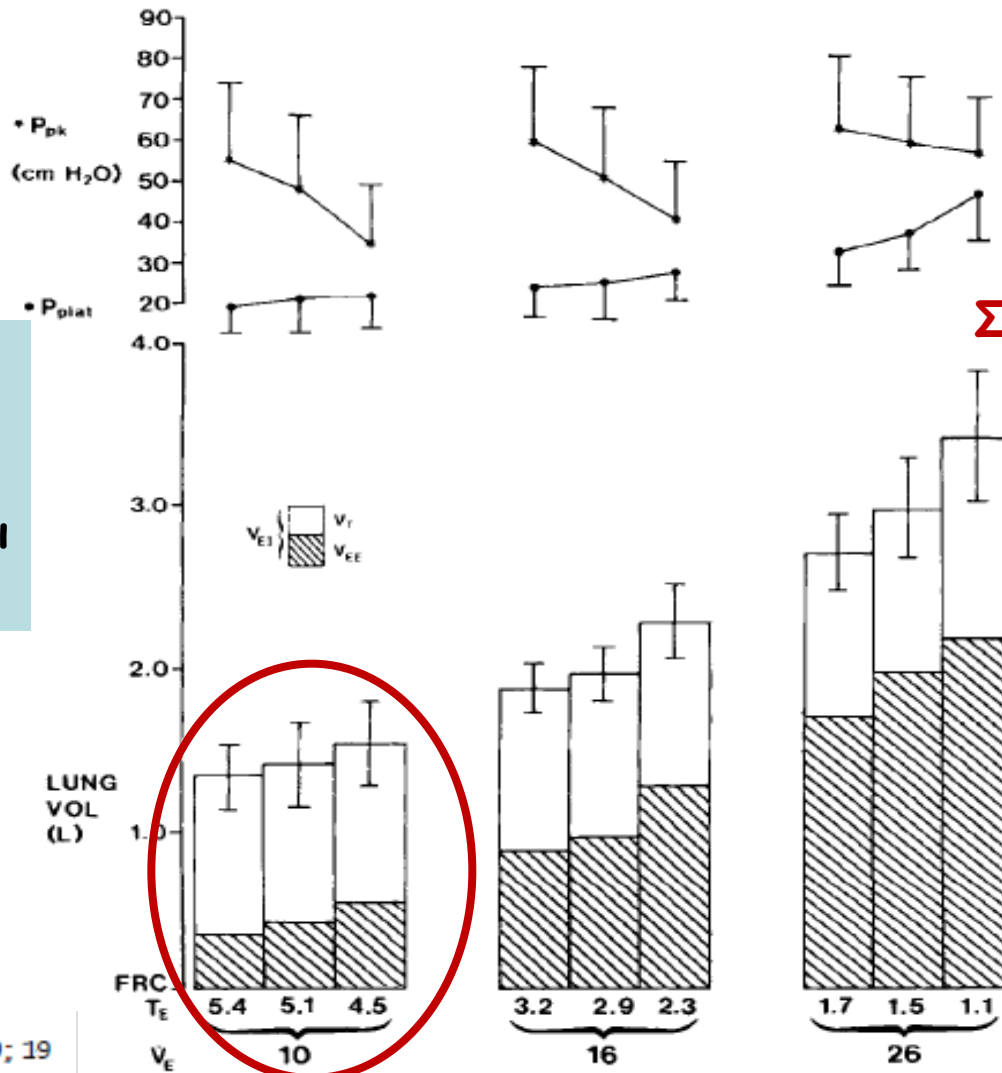 90
80
70
60
50
40
30
20
• Ppk
(cm H₂O)
• Pplat
Σ
4.0
3.0
2.0
1.0
VEI { VT
VEE
LUNG
VOL
(L)
FRC
TE 5.4 5.1 4.5 3.2 2.9 2.3 1.7 1.5 1.1
V̇E 10 16 26
; 19